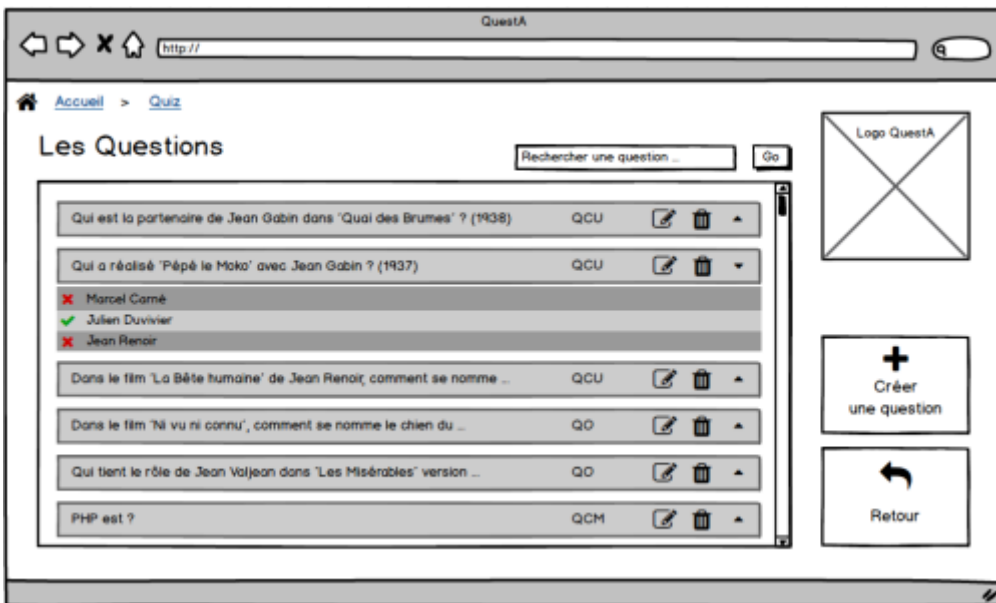 QuestA
http://
Accueil > Quiz
Les Questions
Rechercher une question ...
Go
Logo QuestA
Qui est la partenaire de Jean Gabin dans 'Quai des Brumes' ? (1938) QCU
Qui a réalisé 'Pépé le Moko' avec Jean Gabin ? (1937) QCU
Marcel Carné
Julien Duvivier
Jean Renoir
Dans le film 'La Bête humaine' de Jean Renoir, comment se nomme ... QCU
Dans le film 'Ni vu ni connu', comment se nomme le chien du ... QO
Qui tient le rôle de Jean Valjean dans 'Les Misérables' version ... QO
PHP est ? QCM
Créer
une question
Retour